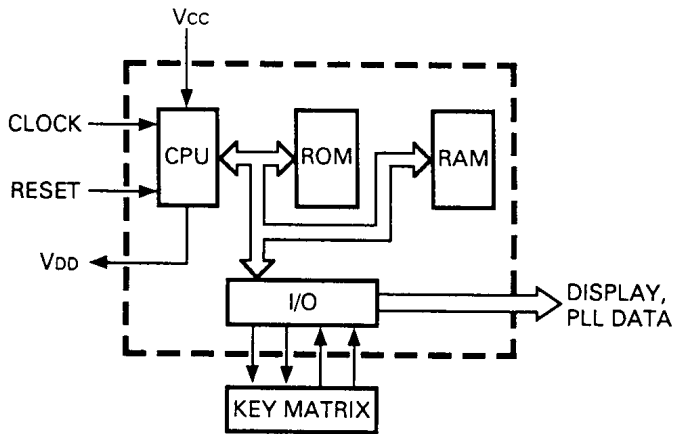 Vcc
CLOCK
CPU
ROM
RAM
RESET
VDD
I/O
DISPLAY,
PLL DATA
KEY MATRIX